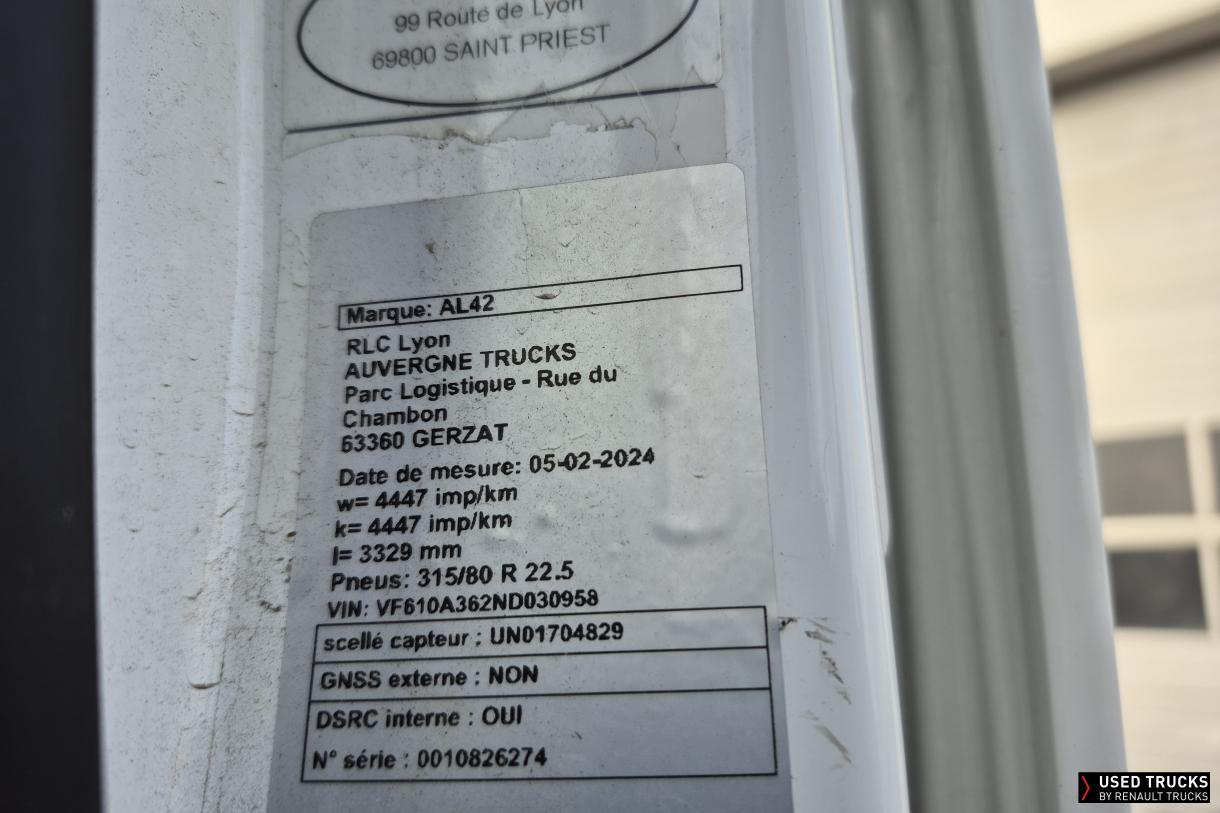 99 Route de Lyon
69800 SAINT PRIEST
Marque: AL42
RLC Lyon
AUVERGNE TRUCKS
Parc Logistique - Rue du
Chambon
63360 GERZAT
Date de mesure: 05-02-2024
w= 4447 imp/km
k= 4447 imp/km
l= 3329 mm
Pneus: 315/80 R 22.5
VIN: VF610A362ND030958
scellé capteur : UN01704829
GNSS externe : NON
DSRC interne : OUI
N° série : 0010826274
USED TRUCKS
BY RENAULT TRUCKS